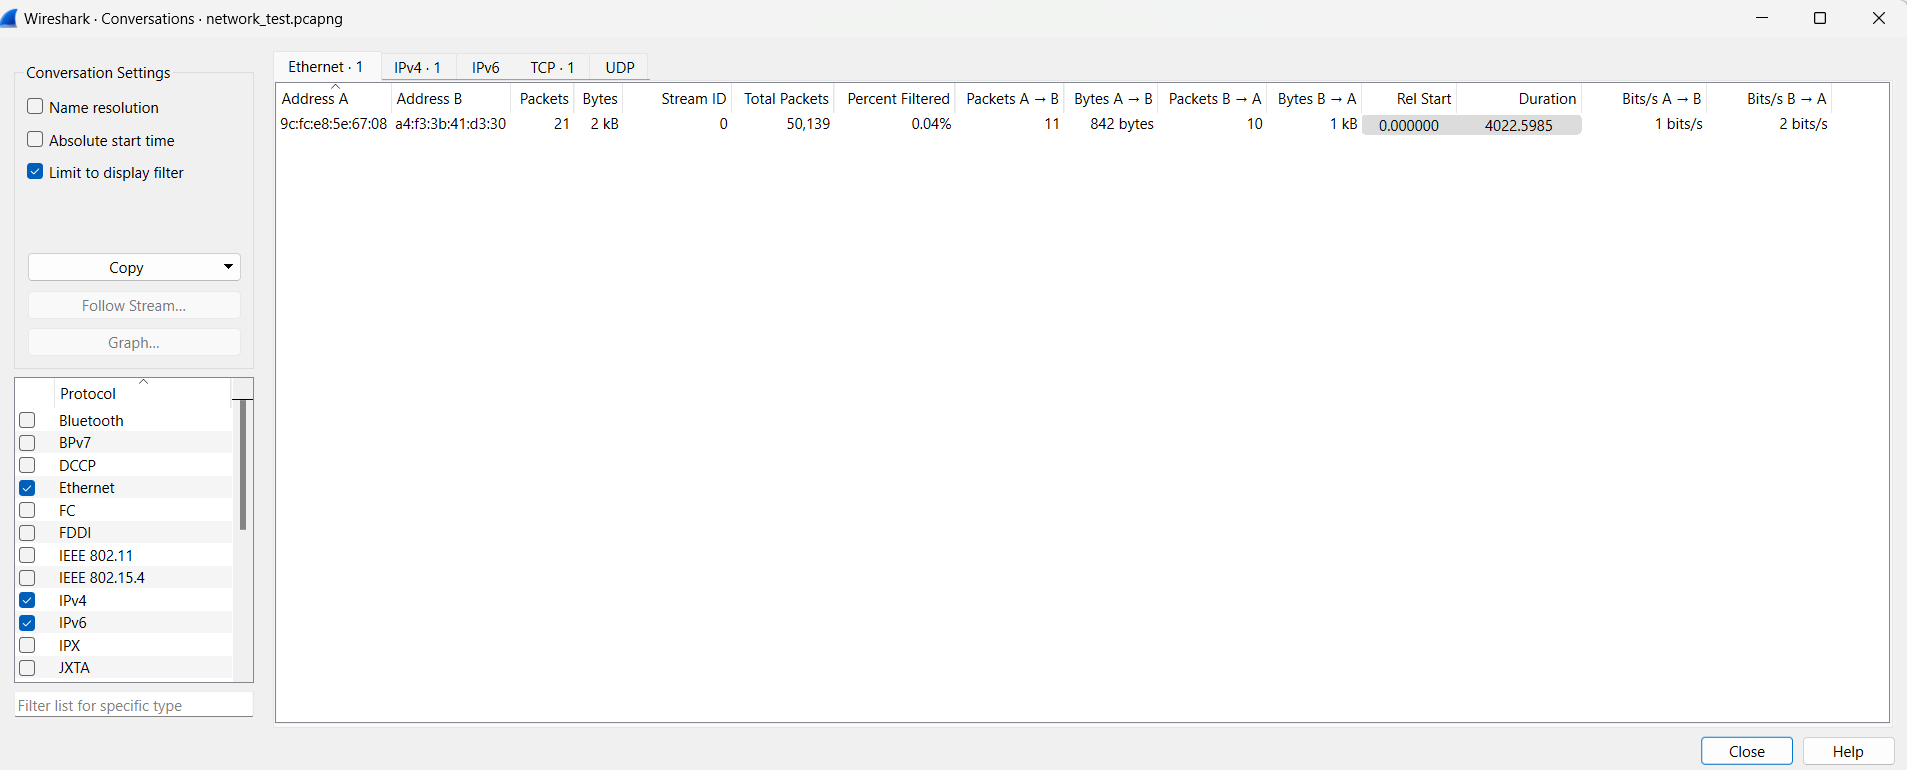 Wireshark · Conversations · network_test.pcapng
Conversation Settings
Name resolution
Absolute start time
Limit to display filter
Copy
Follow Stream...
Graph...
Protocol
Bluetooth
BPv7
DCCP
Ethernet
FC
FDDI
IEEE 802.11
IEEE 802.15.4
IPv4
IPv6
IPX
JXTA
Filter list for specific type
Ethernet · 1 IPv4 · 1 IPv6 TCP · 1 UDP
Address A Address B Packets Bytes Stream ID Total Packets Percent Filtered Packets A → B Bytes A → B Packets B → A Bytes B → A Rel Start Duration Bits/s A → B Bits/s B → A
9c:fc:e8:5e:67:08 a4:f3:3b:41:d3:30 21 2 kB 0 50,139 0.04% 11 842 bytes 10 1 kB 0.000000 4022.5985 1 bits/s 2 bits/s
Close Help